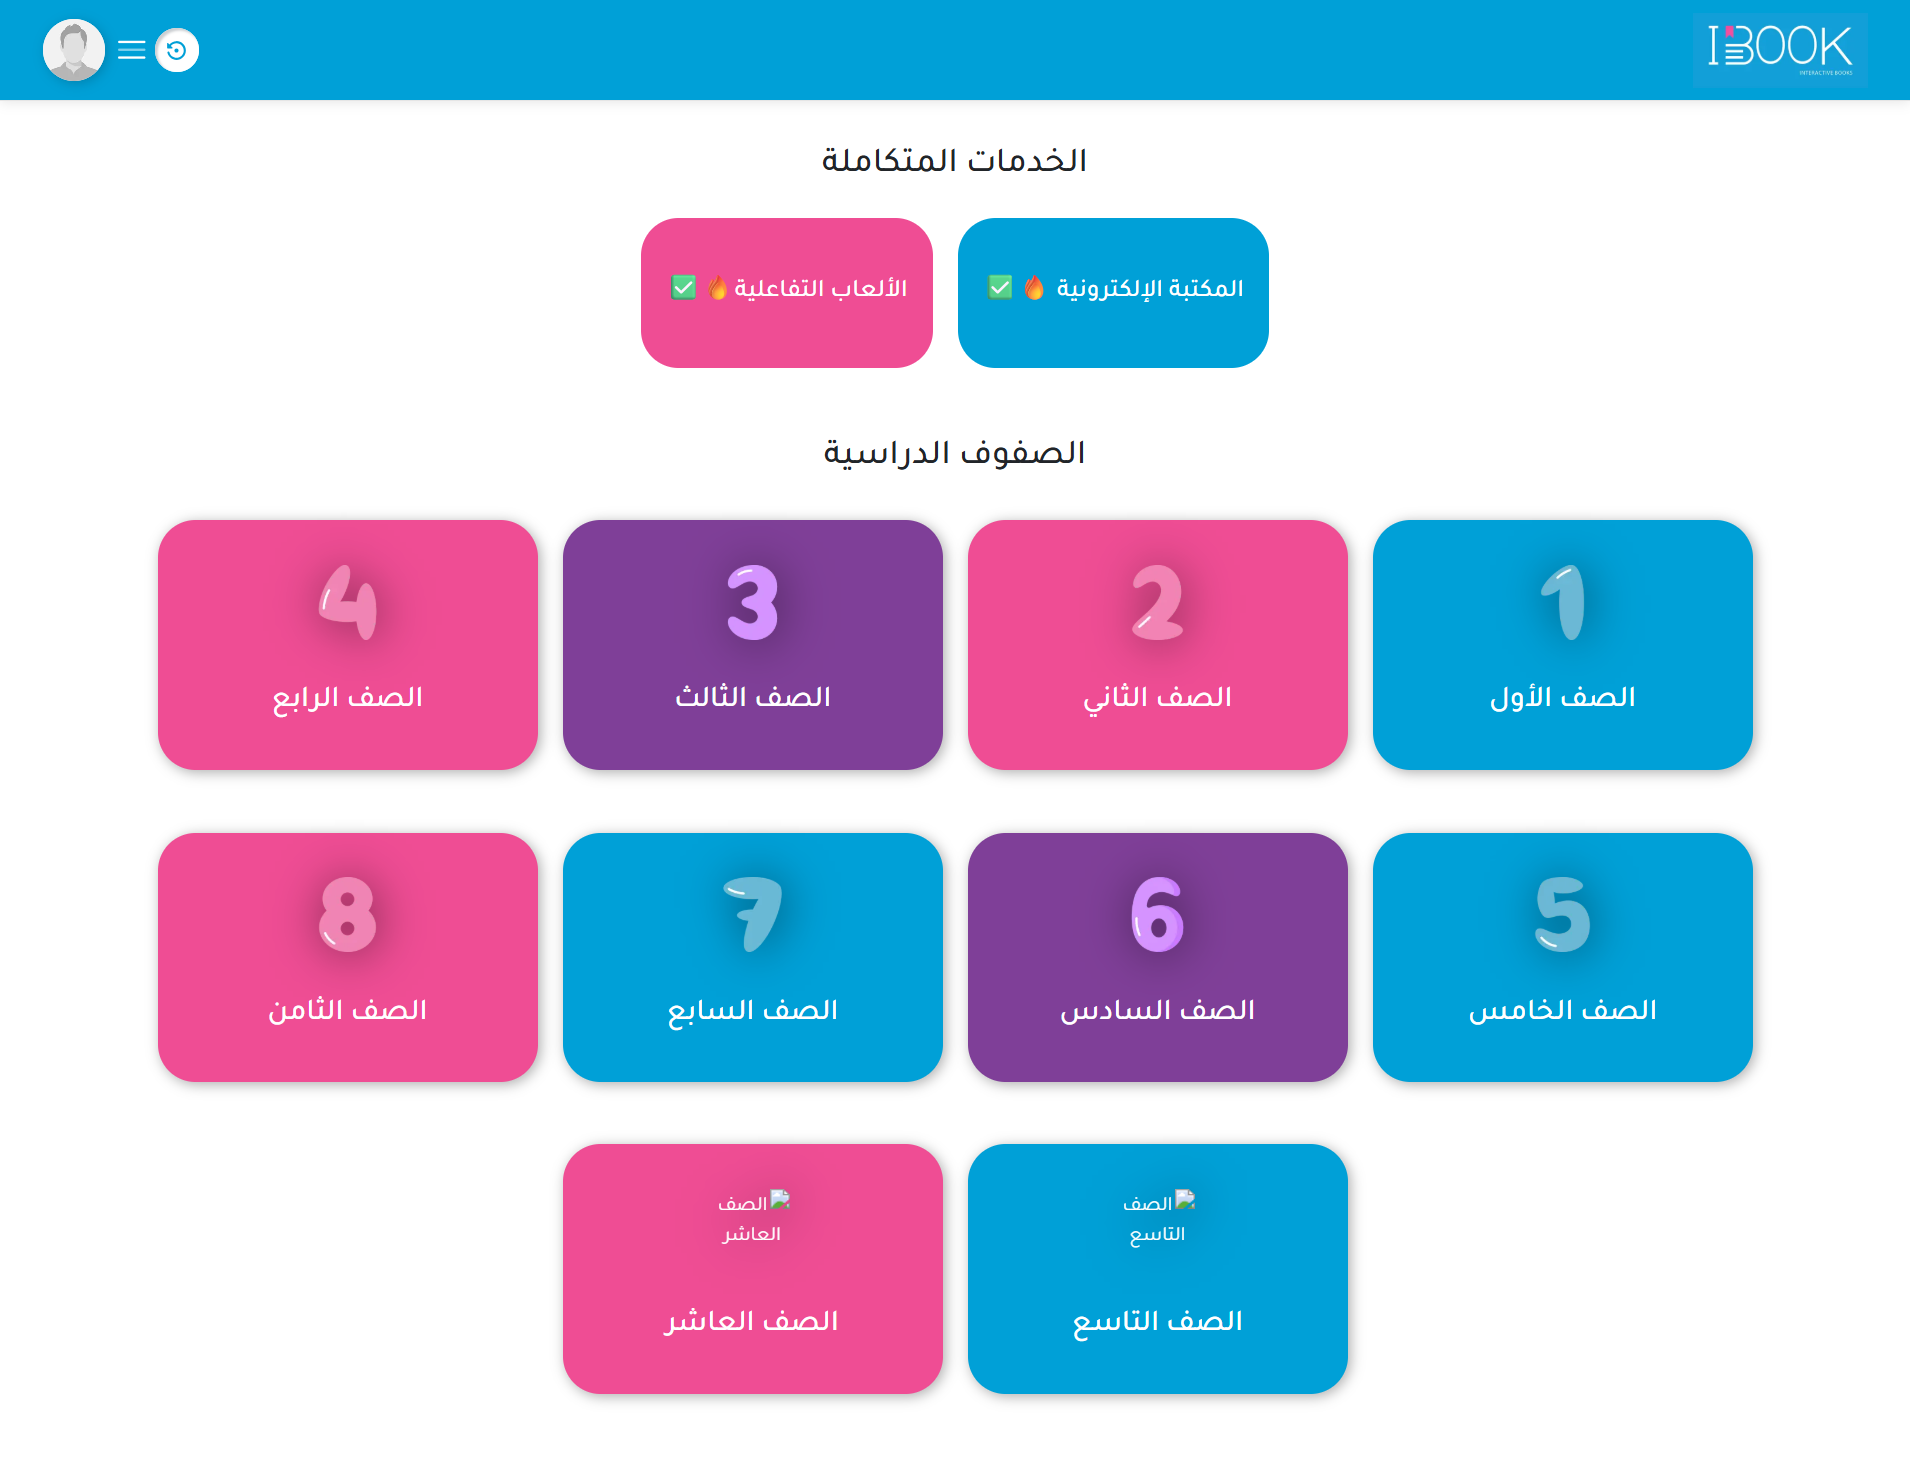 IBOOK
INTERACTIVE BOOKS
الخدمات المتكاملة
المكتبة الإلكترونية 🔥 ✅
الألعاب التفاعلية 🔥 ✅
الصفوف الدراسية
1
الصف الأول
2
الصف الثاني
3
الصف الثالث
4
الصف الرابع
5
الصف الخامس
6
الصف السادس
7
الصف السابع
8
الصف الثامن
الصف
التاسع
الصف التاسع
الصف
العاشر
الصف العاشر